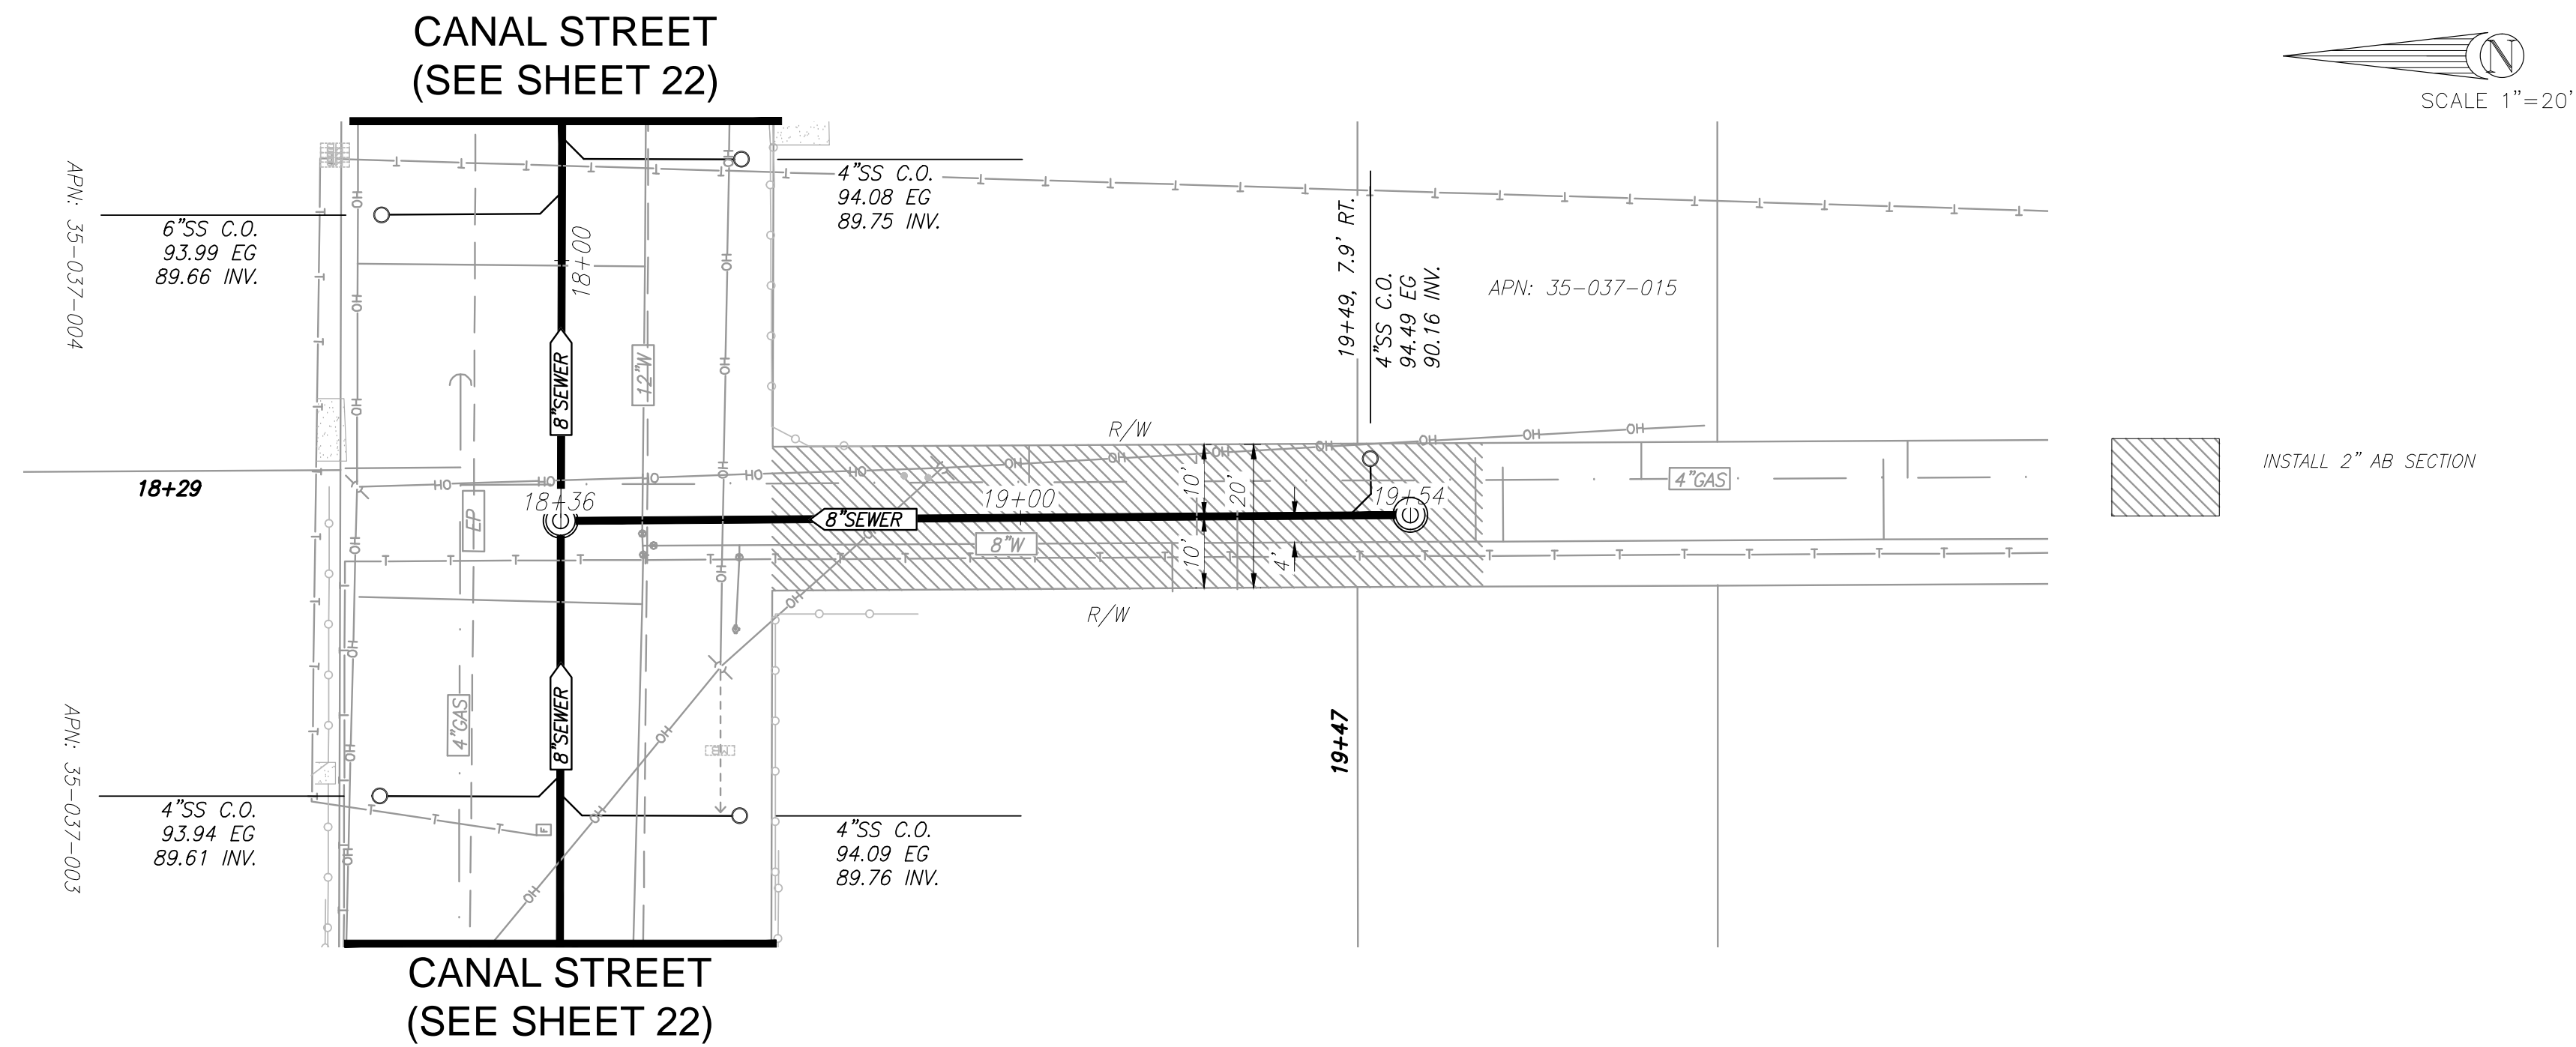 CANAL STREET
(SEE SHEET 22)
N
SCALE 1"=20'
APN: 35-037-004
6"SS C.O.
93.99 EG
89.66 INV.
4"SS C.O.
94.08 EG
89.75 INV.
18+00
19+49, 7.9' RT.
4"SS C.O.
94.49 EG
90.16 INV.
APN: 35-037-015
8"SEWER
12"W
R/W
INSTALL 2" AB SECTION
18+29
EP
18+36
8"SEWER
19+00
8"W
10'
10'
20'
4'
19+54
4"GAS
R/W
APN: 35-037-003
4"GAS
8"SEWER
19+47
4"SS C.O.
93.94 EG
89.61 INV.
F
4"SS C.O.
94.09 EG
89.76 INV.
CANAL STREET
(SEE SHEET 22)